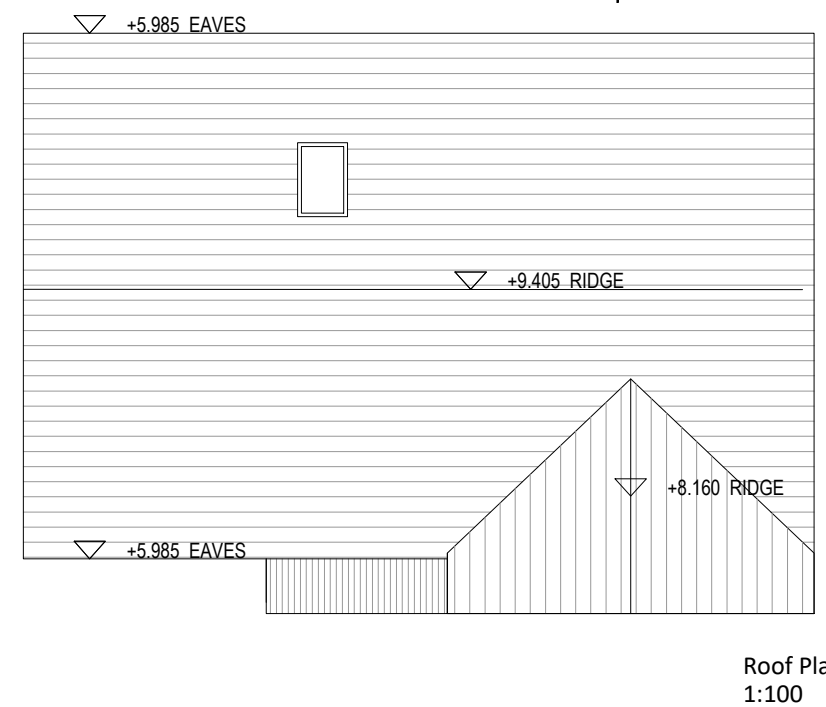 +5.985 EAVES
+9.405 RIDGE
+8.160 RIDGE
+5.985 EAVES
Roof Pla
1:100